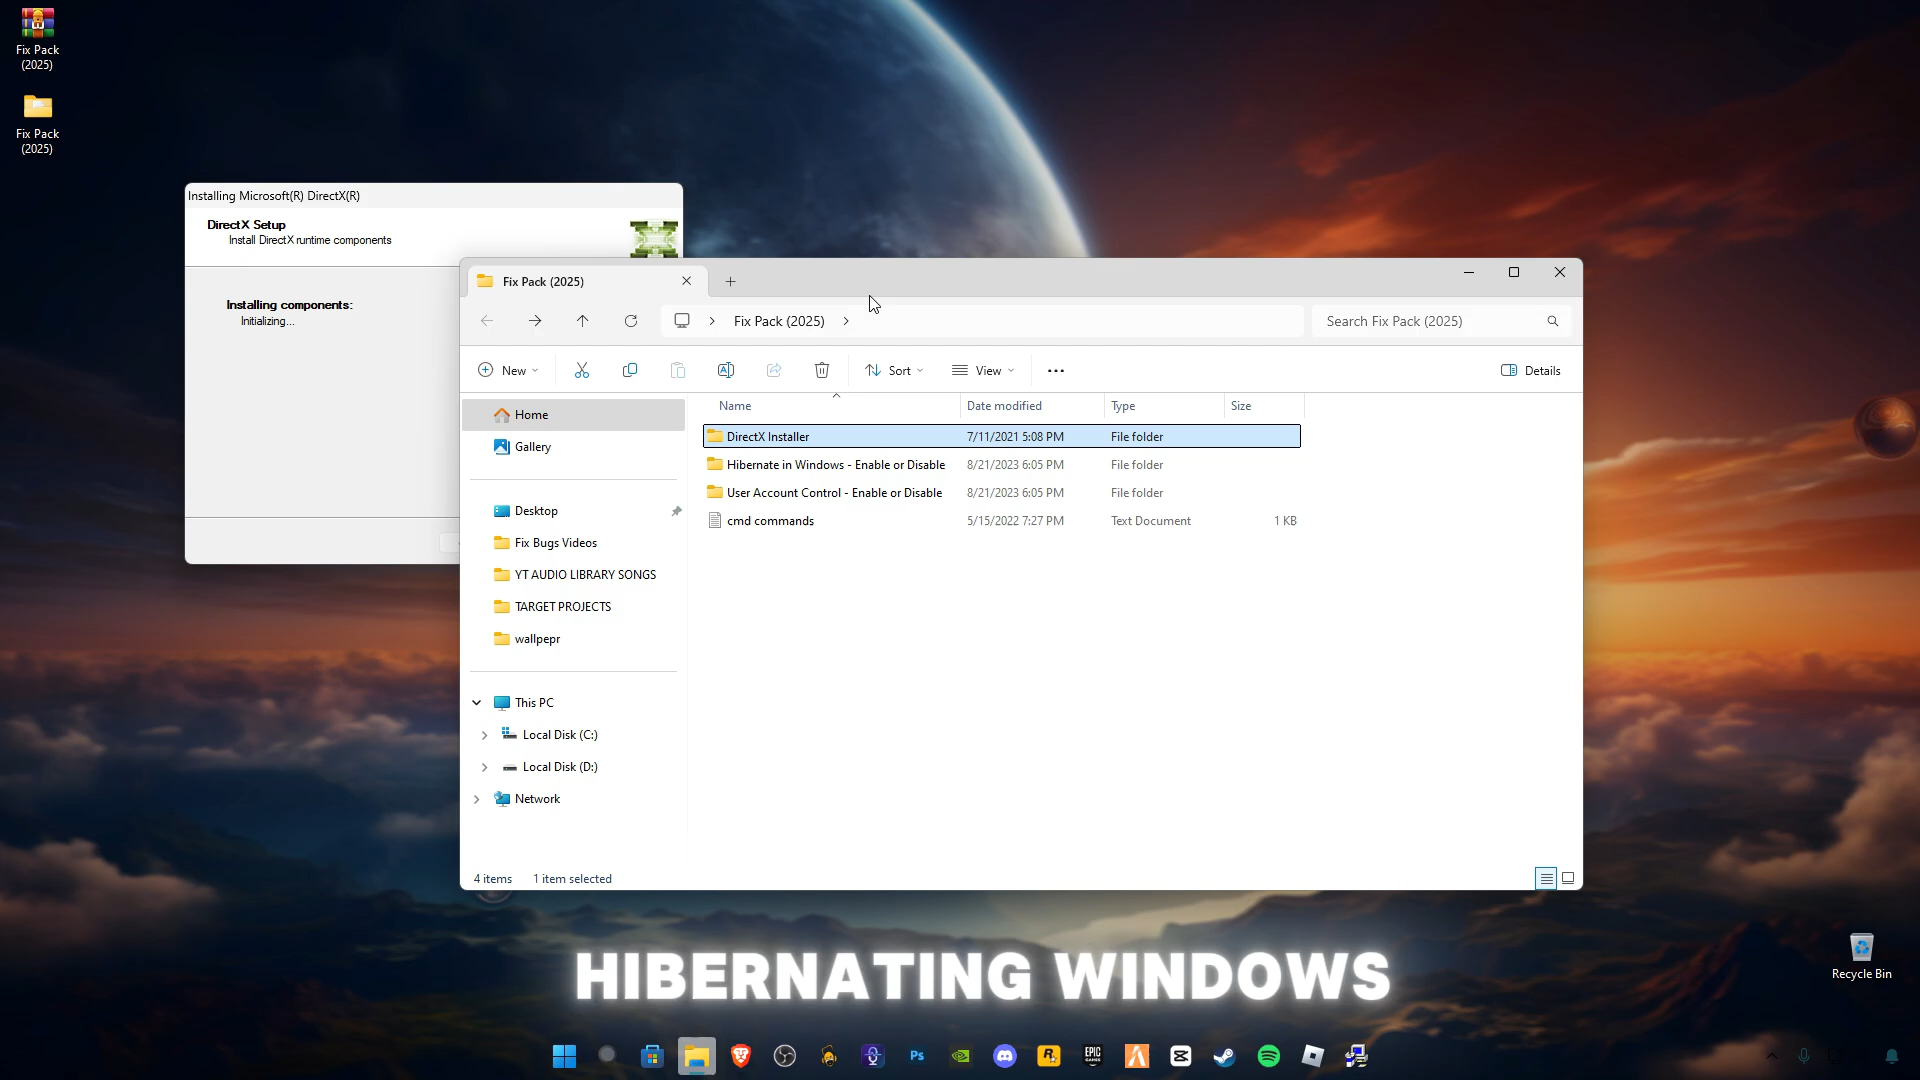 Fix Pack
(2025)
Fix Pack
(2025)
Installing Microsoft(R) DirectX(R)
DirectX Setup
Install DirectX runtime components
Installing components:
Initializing...
Fix Pack (2025)
Fix Pack (2025)
Search Fix Pack (2025)
New
Sort
View
Details
Name Date modified Type Size
Home
Gallery
Desktop
Fix Bugs Videos
YT AUDIO LIBRARY SONGS
TARGET PROJECTS
wallpepr
This PC
Local Disk (C:)
Local Disk (D:)
Network
DirectX Installer 7/11/2021 5:08 PM File folder
Hibernate in Windows - Enable or Disable 8/21/2023 6:05 PM File folder
User Account Control - Enable or Disable 8/21/2023 6:05 PM File folder
cmd commands 5/15/2022 7:27 PM Text Document 1 KB
4 items 1 item selected
HIBERNATING WINDOWS
Recycle Bin
Ps
R
EPIC
GAMES